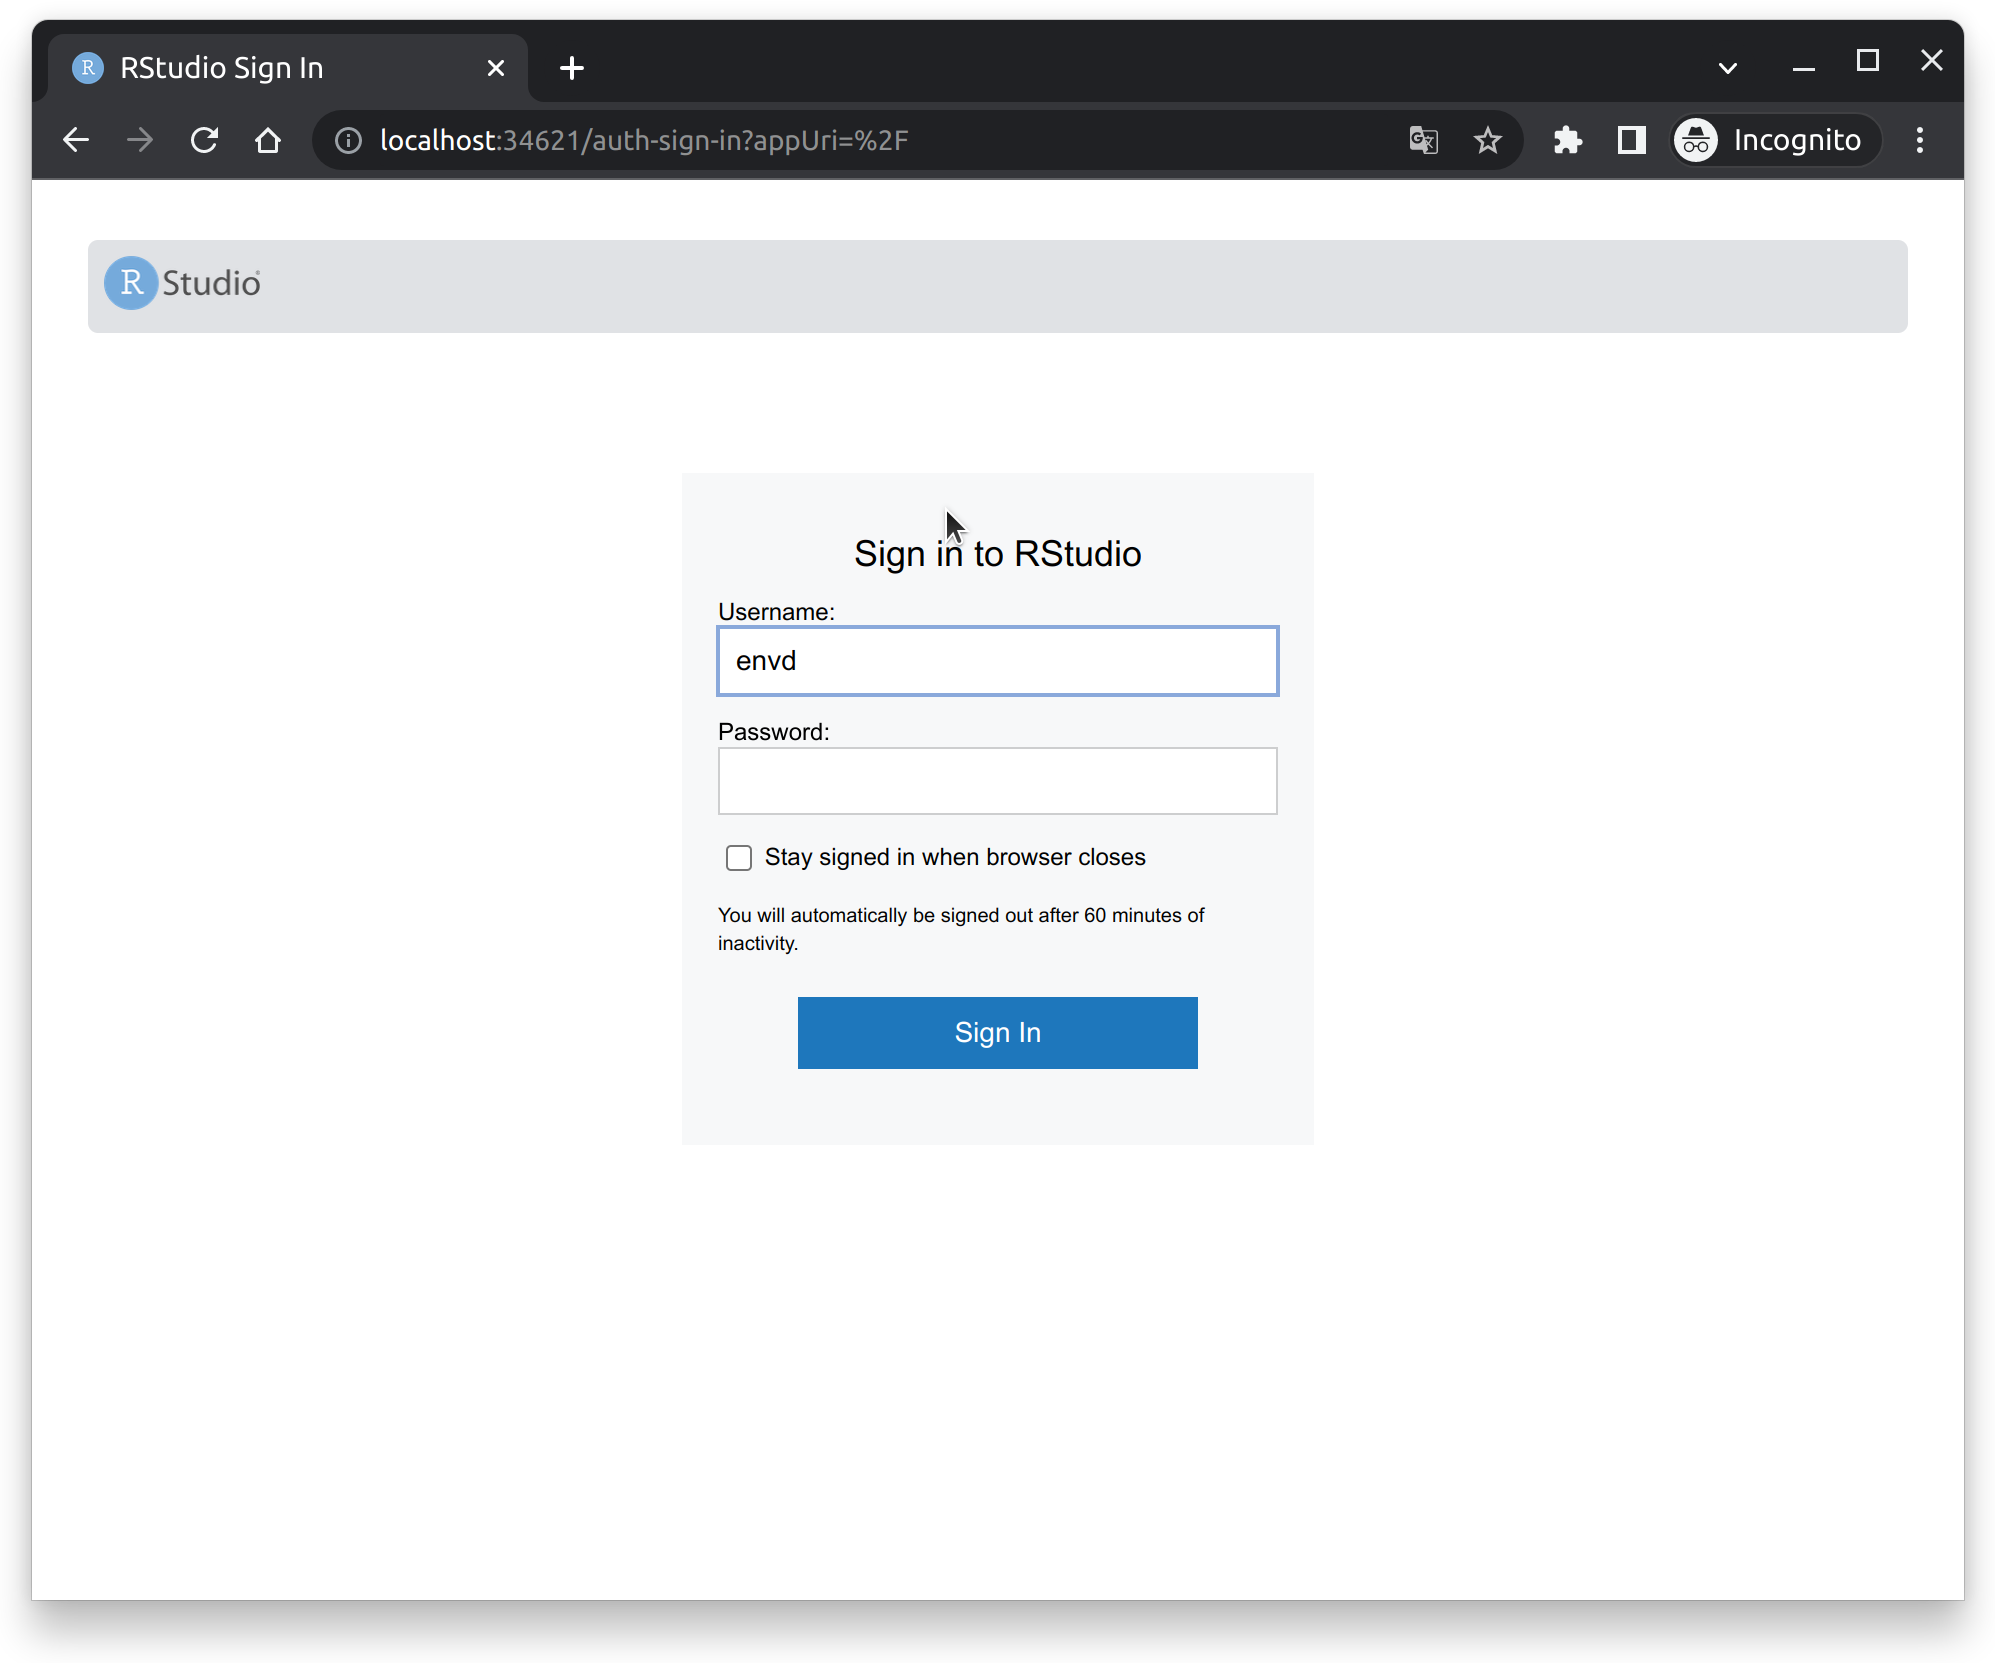 RStudio Sign In
localhost:34621/auth-sign-in?appUri=%2F
Incognito
R Studio®
Sign in to RStudio
Username:
envd
Password:
Stay signed in when browser closes
You will automatically be signed out after 60 minutes of
inactivity.
Sign In